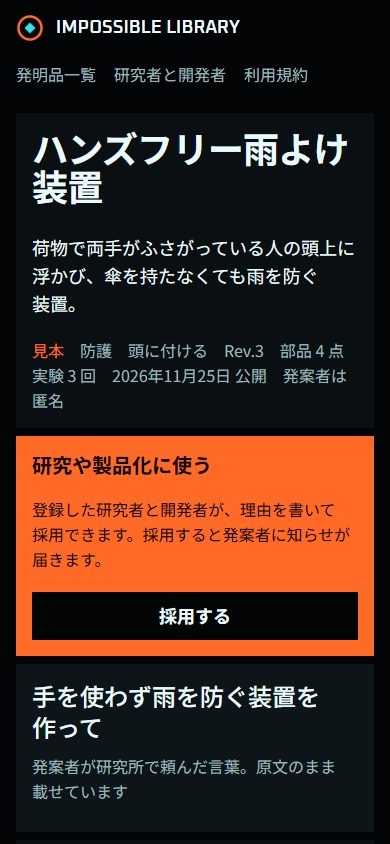 IMPOSSIBLE LIBRARY
発明品一覧 研究者と開発者 利用規約
ハンズフリー雨よけ
装置
荷物で両手がふさがっている人の頭上に
浮かび、傘を持たなくても雨を防ぐ
装置。
見本 防護 頭に付ける Rev.3 部品 4 点
実験 3 回 2026年11月25日 公開 発案者は
匿名
研究や製品化に使う
登録した研究者と開発者が、理由を書いて
採用できます。採用すると発案者に知らせが
届きます。
採用する
手を使わず雨を防ぐ装置を
作って
発案者が研究所で頼んだ言葉。原文のまま
載せています